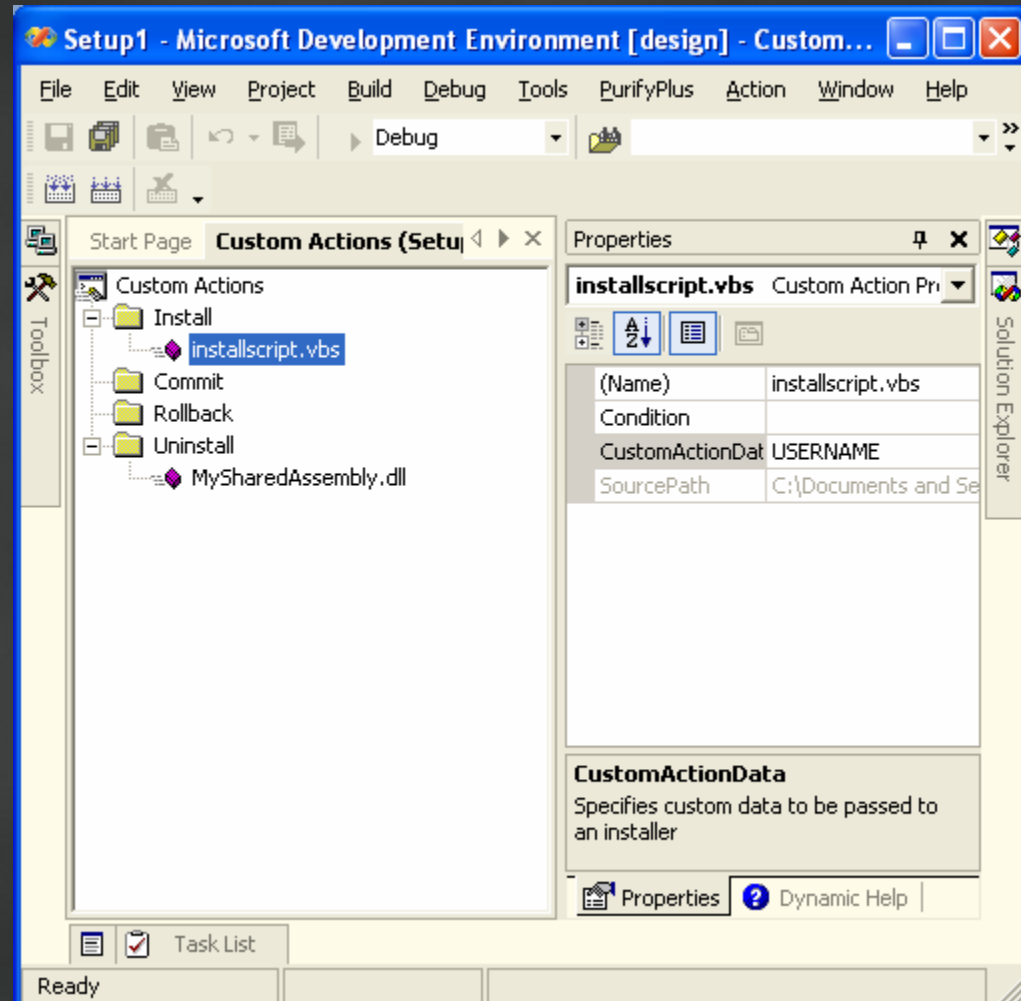 Setup1 - Microsoft Development Environment [design] - Custom...
File Edit View Project Build Debug Tools PurifyPlus Action Window Help
Debug
Start Page Custom Actions (Setu
Properties
Custom Actions
installscript.vbs Custom Action Pr
Install
installscript.vbs
Commit
Rollback
Uninstall
MySharedAssembly.dll
(Name) installscript.vbs
Condition
CustomActionDat USERNAME
SourcePath C:\Documents and Se
Toolbox
Solution Explorer
CustomActionData
Specifies custom data to be passed to
an installer
Properties Dynamic Help
Task List
Ready